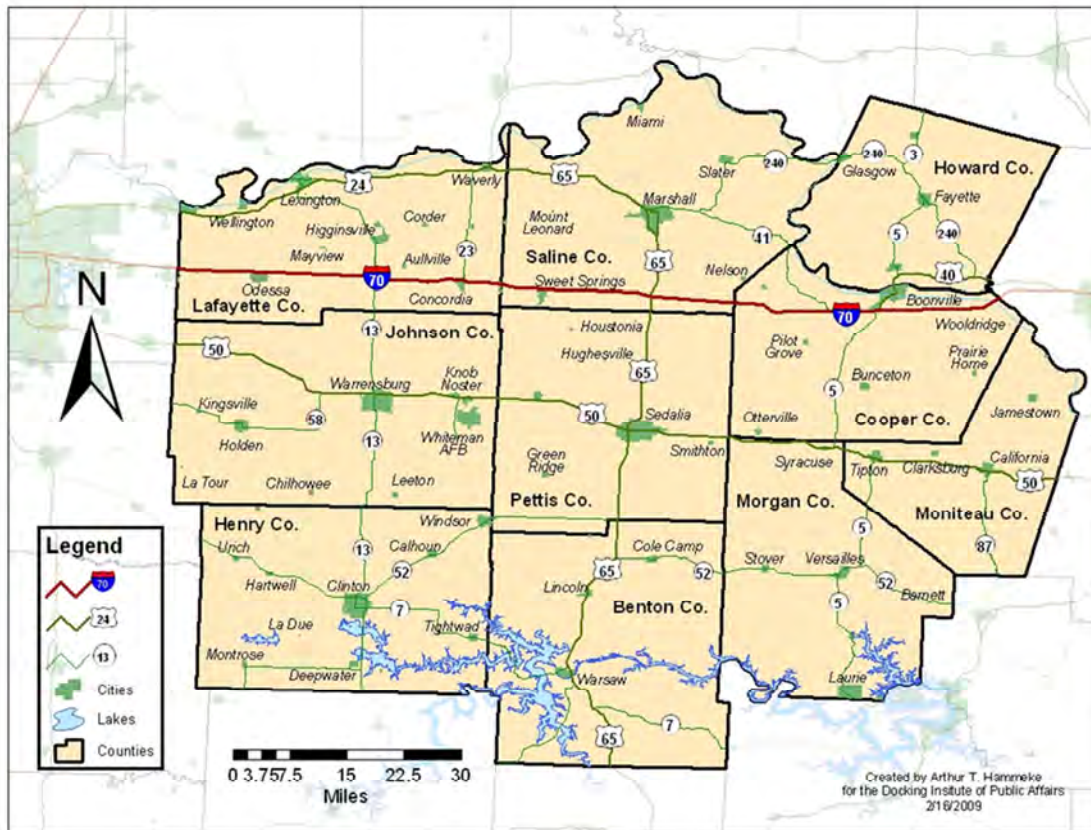 Miami
240
240
3
Howard Co.
24
65
Slater
Glasgow
Waverly
Fayette
Lexington
Marshall
Wellington
Corder
Mount
Leonard
5
240
Higginsville
23
41
Mayview
Aullville
Saline Co.
65
Nelson
40
70
Sweet Springs
Odessa
Concordia
Boonville
Lafayette Co.
70
N
13
Johnson Co.
Houstonia
Wooldridge
50
Hughesville
65
Pilot
Grove
Prairie
Home
Warrensburg
Knob
Noster
Bunceton
5
Kingsville
50
Sedalia
Jamestown
58
Otterville
Cooper Co.
Holden
13
Whiteman
AFB
Smithton
Green
Ridge
Syracuse
Tipton
Clarksburg
California
La Tour
Chilhowee
Leeton
Pettis Co.
Morgan Co.
50
Moniteau Co.
Henry Co.
Windsor
5
87
Urich
13
Calhoun
Cole Camp
Stover
Versailles
Hartwell
52
65
52
52
Clinton
Lincoln
Benton Co.
5
Barnett
7
La Due
Tightwad
Montrose
Deepwater
Warsaw
Laurie
7
65
Legend
70
24
13
Cities
Lakes
Counties
0 3.75 7.5 15 22.5 30
Miles
Created by Arthur T. Hammeke
for the Docking Insitute of Public Affairs
2/16/2009